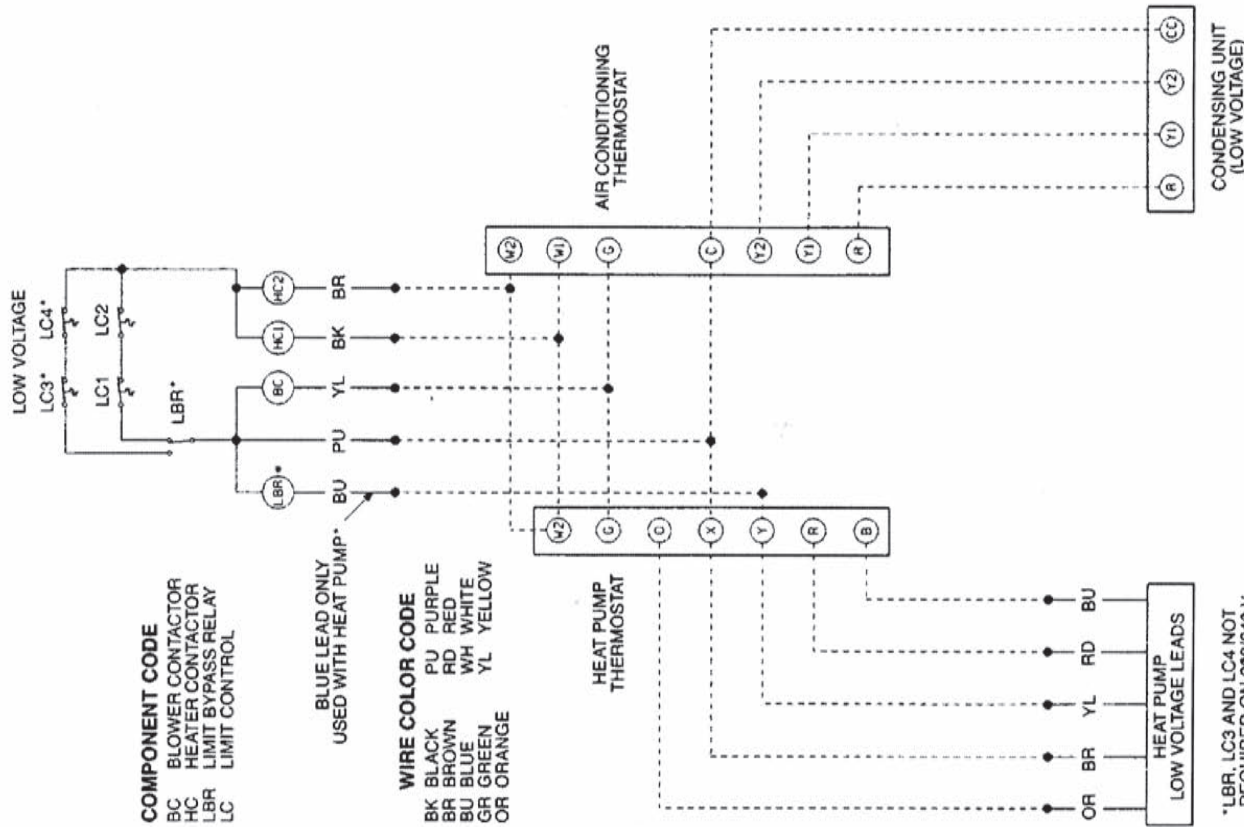 LOW VOLTAGE
LC3* LC4*
LC1 LC2
LBR*
LBR * BC HC1 HC2
BU PU YL BK BR
COMPONENT CODE
BC BLOWER CONTACTOR
HC HEATER CONTACTOR
LBR LIMIT BYPASS RELAY
LC LIMIT CONTROL
BLUE LEAD ONLY
USED WITH HEAT PUMP*
WIRE COLOR CODE
BK BLACK PU PURPLE
BR BROWN RD RED
BU BLUE WH WHITE
GR GREEN YL YELLOW
OR ORANGE
AIR CONDITIONING
THERMOSTAT
W2
W1
G
C
Y2
Y1
R
HEAT PUMP
THERMOSTAT
W2
G
O
X
Y
R
B
R Y1 Y2 CC
CONDENSING UNIT
(LOW VOLTAGE)
OR BR YL RD BU
HEAT PUMP
LOW VOLTAGE LEADS
*LBR, LC3 AND LC4 NOT